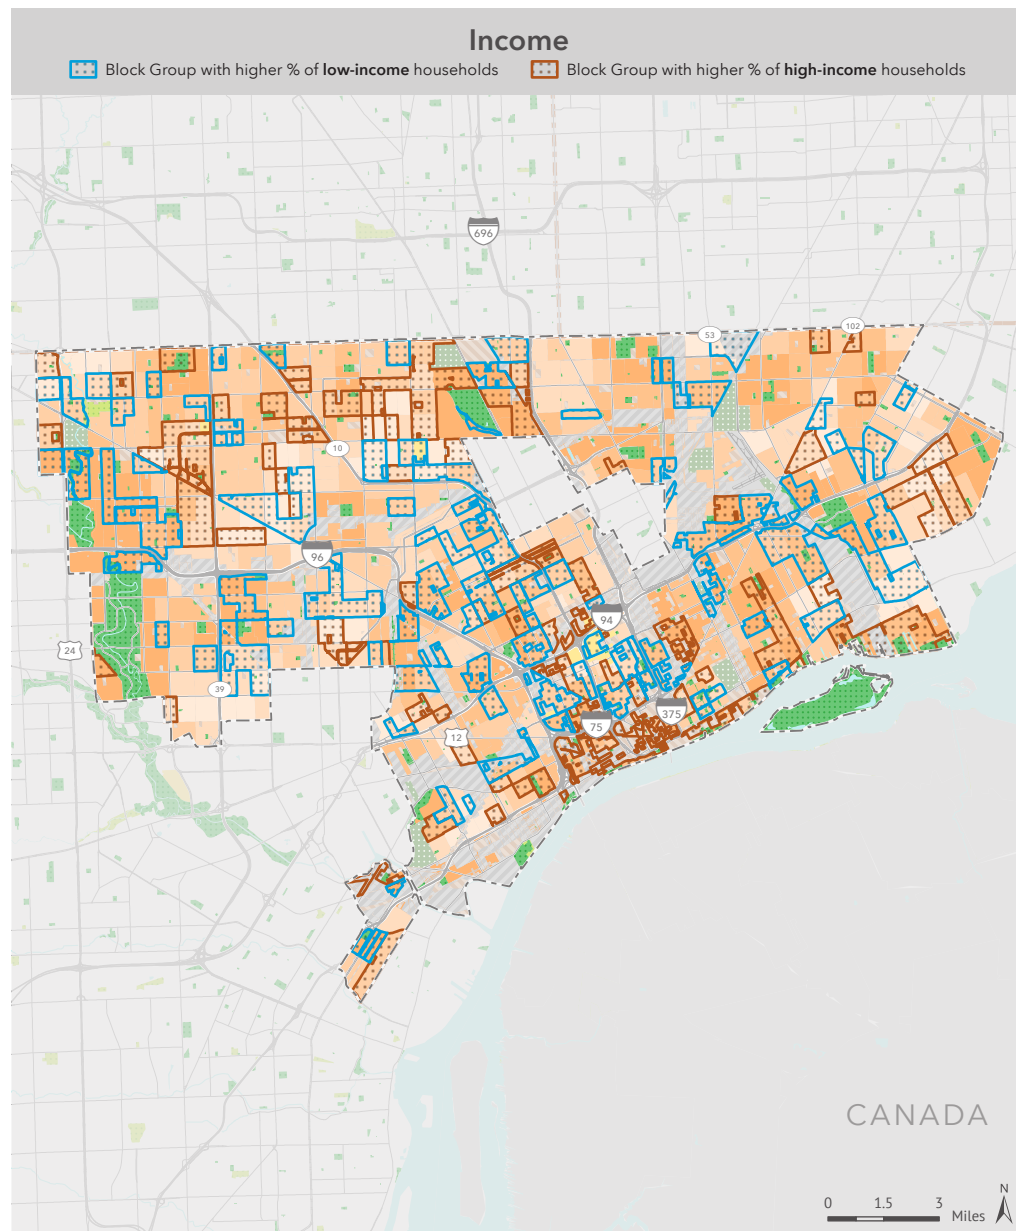 Income
Block Group with higher % of low-income households
Block Group with higher % of high-income households
696
53
102
10
96
94
24
39
375
75
12
CANADA
N
0 1.5 3
Miles